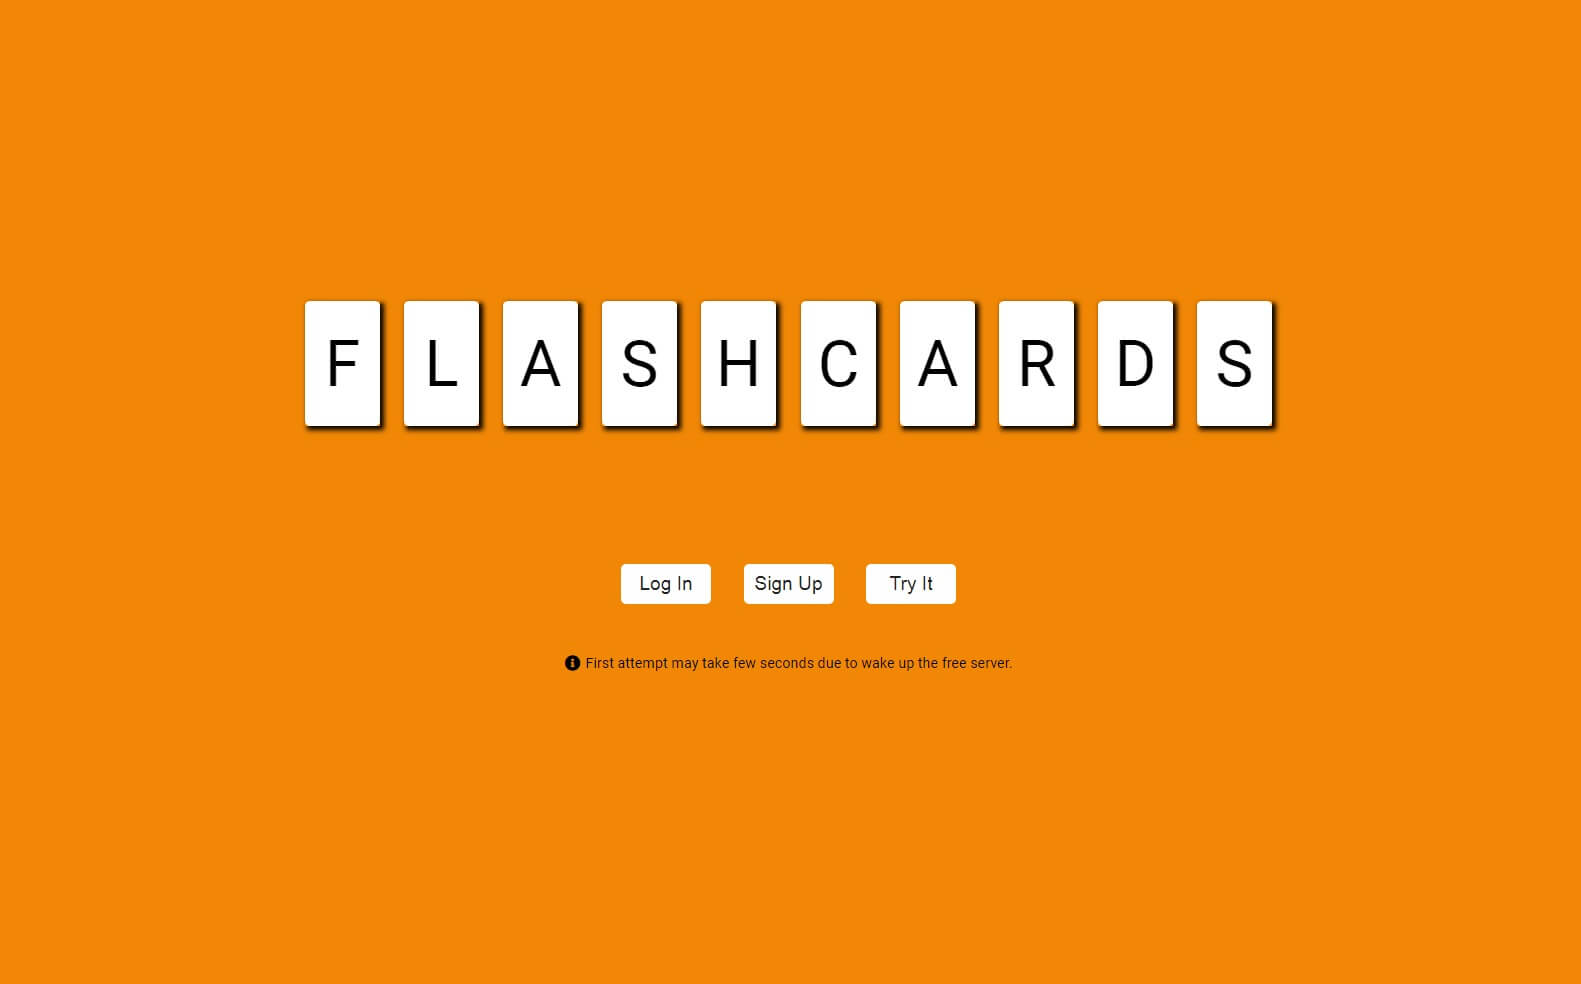 FLASHCARDS
Log In Sign Up Try It
First attempt may take few seconds due to wake up the free server.